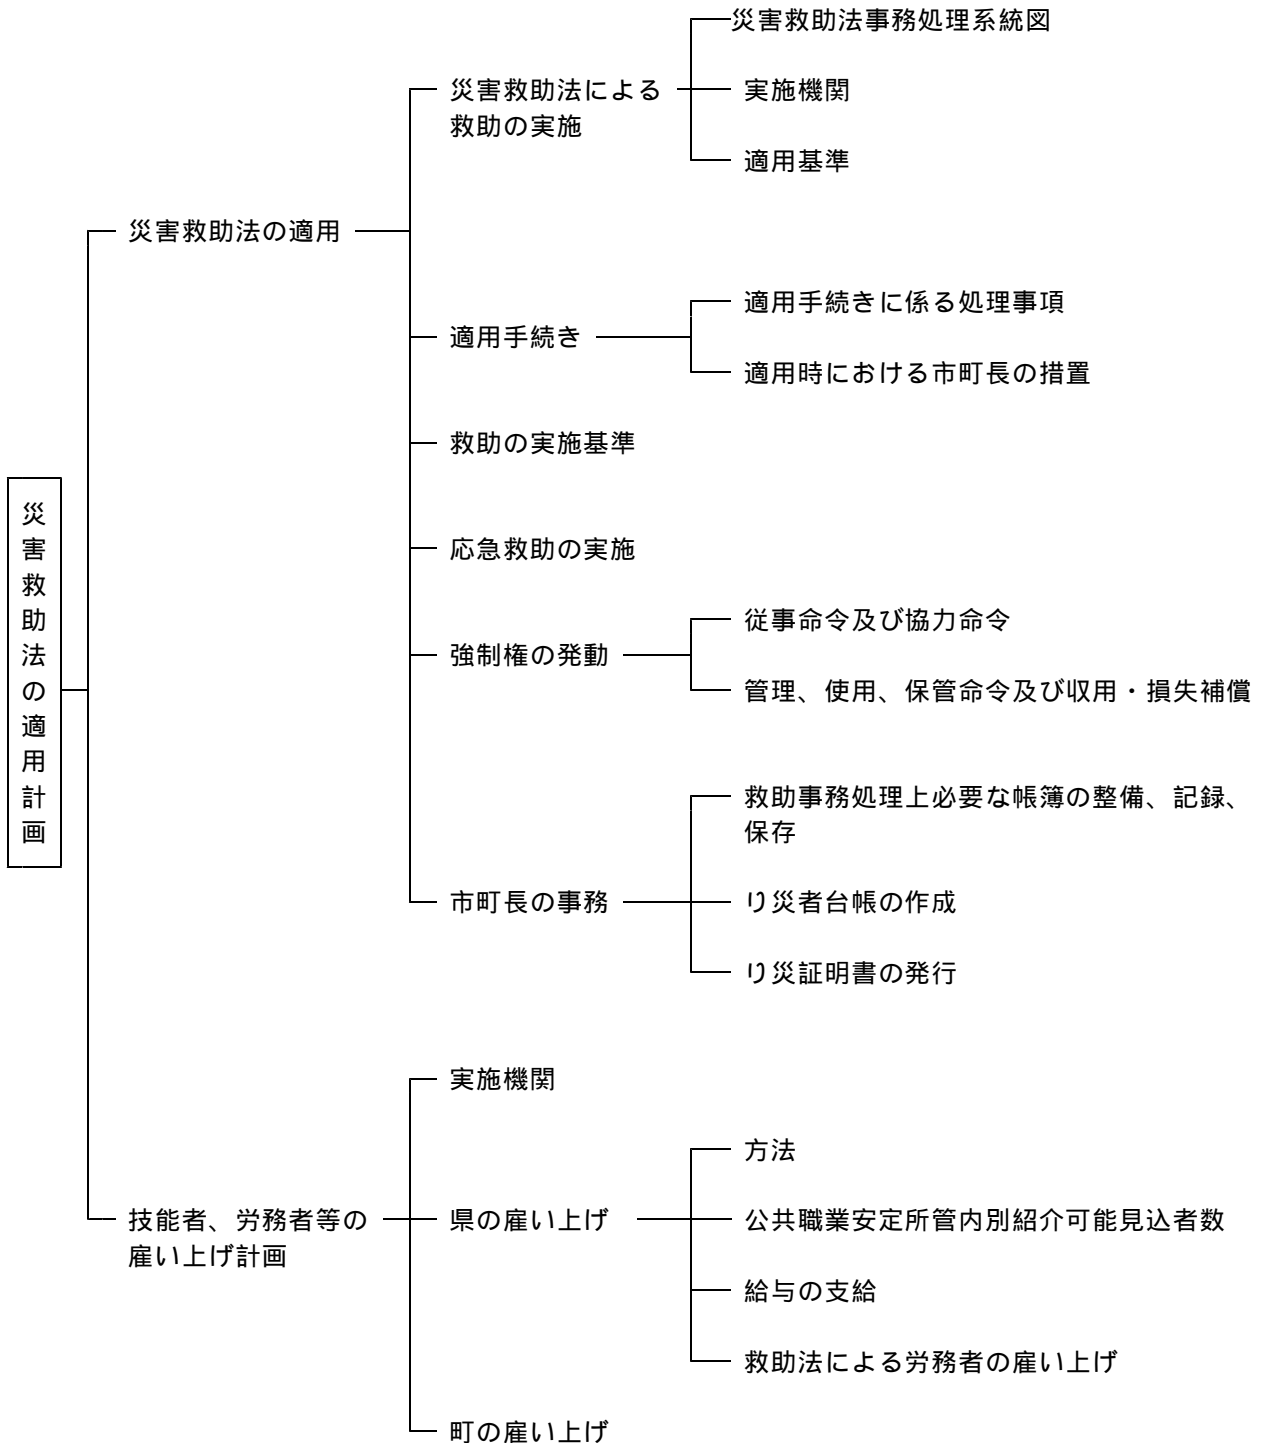 災害救助法の適用計画
災害救助法の適用
災害救助法による
救助の実施
災害救助法事務処理系統図
実施機関
適用基準
適用手続き
適用手続きに係る処理事項
適用時における市町長の措置
救助の実施基準
応急救助の実施
強制権の発動
従事命令及び協力命令
管理、使用、保管命令及び収用・損失補償
市町長の事務
救助事務処理上必要な帳簿の整備、記録、
保存
り災者台帳の作成
り災証明書の発行
技能者、労務者等の
雇い上げ計画
実施機関
県の雇い上げ
方法
公共職業安定所管内別紹介可能見込者数
給与の支給
救助法による労務者の雇い上げ
町の雇い上げ